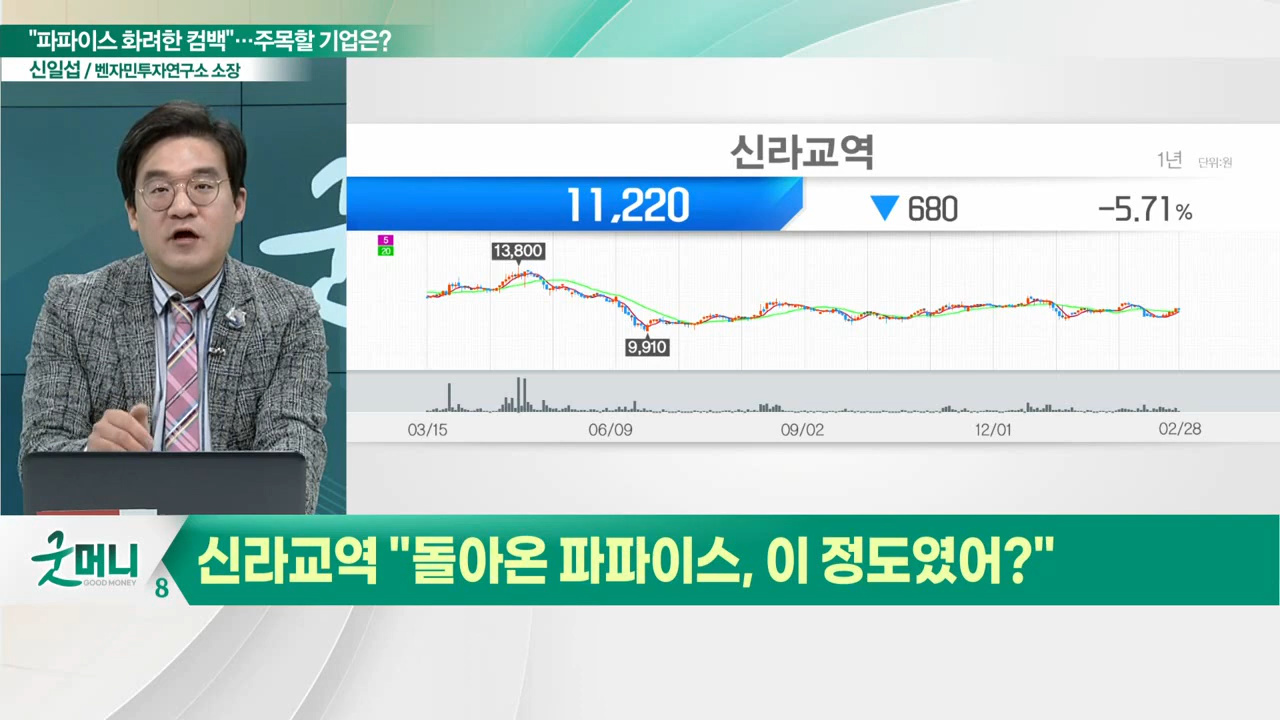 "파파이스 화려한 컴백"…주목할 기업은?
신일섭 / 벤자민투자연구소 소장
신라교역
1년 단위:원
11,220 ▼ 680 -5.71%
5
20
13,800
9,910
03/15 06/09 09/02 12/01 02/28
굿머니
GOOD MONEY
8
신라교역 "돌아온 파파이스, 이 정도였어?"